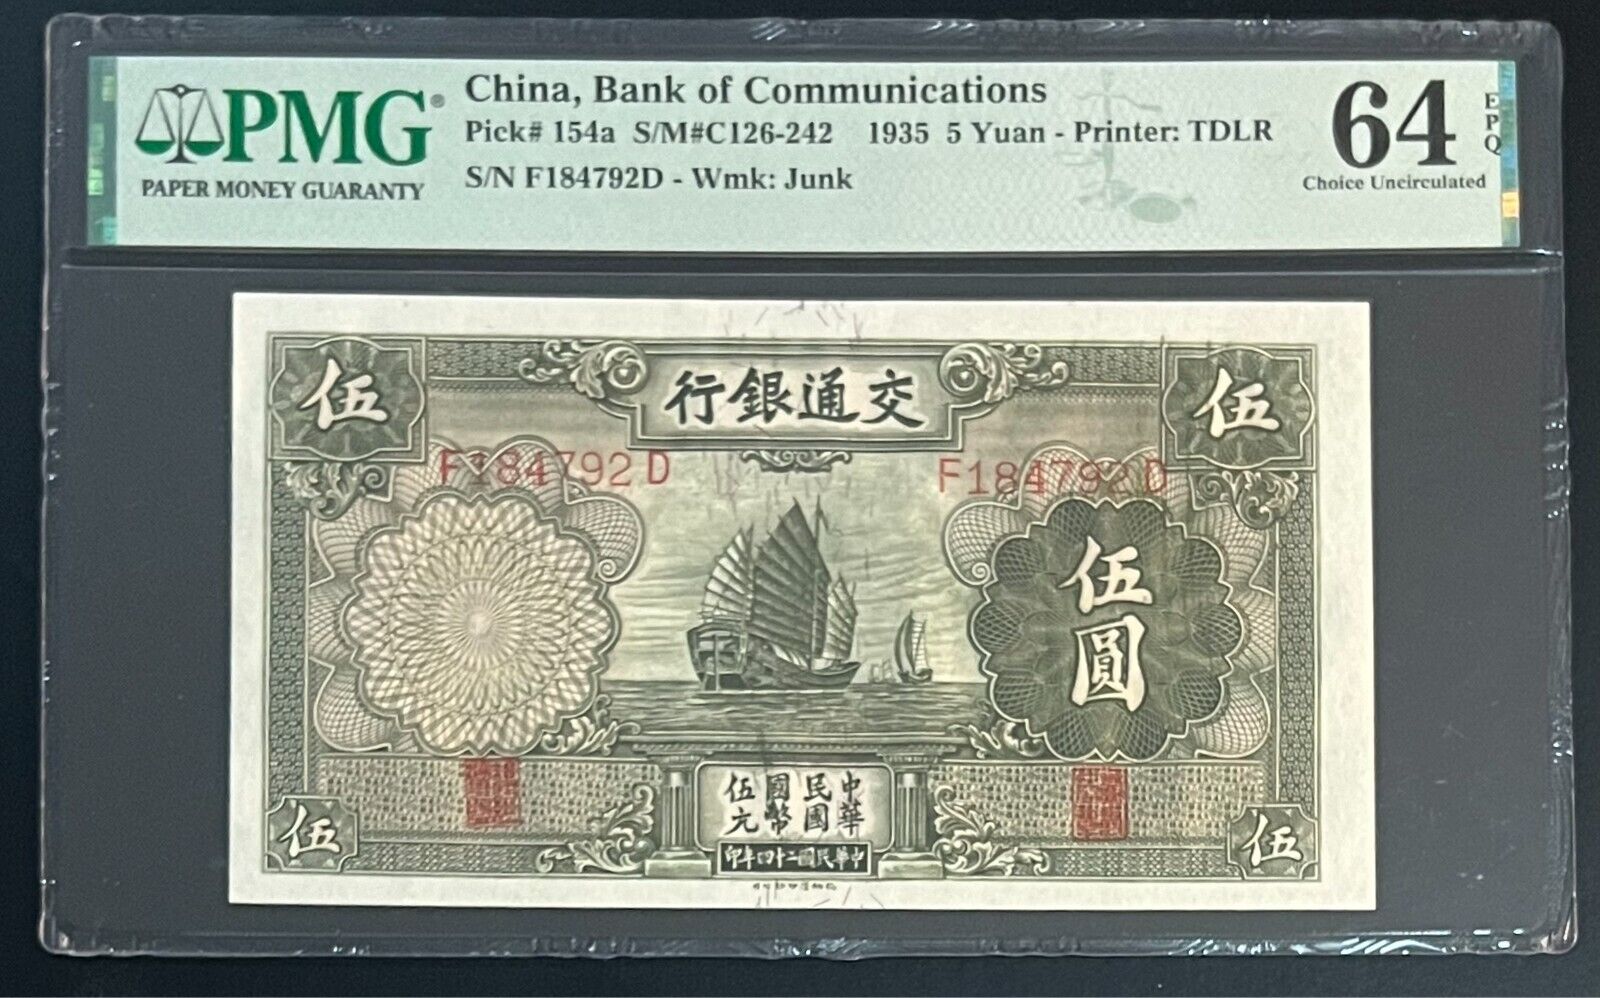 PMG®
PAPER MONEY GUARANTY
China, Bank of Communications
Pick# 154a S/M#C126-242 1935 5 Yuan - Printer: TDLR
S/N F184792D - Wmk: Junk
64 EPQ
Choice Uncirculated
伍
行銀通交
伍
F184792D
F184792D
伍圓
中華民國國幣伍元
伍
印年四十二國民華中
伍